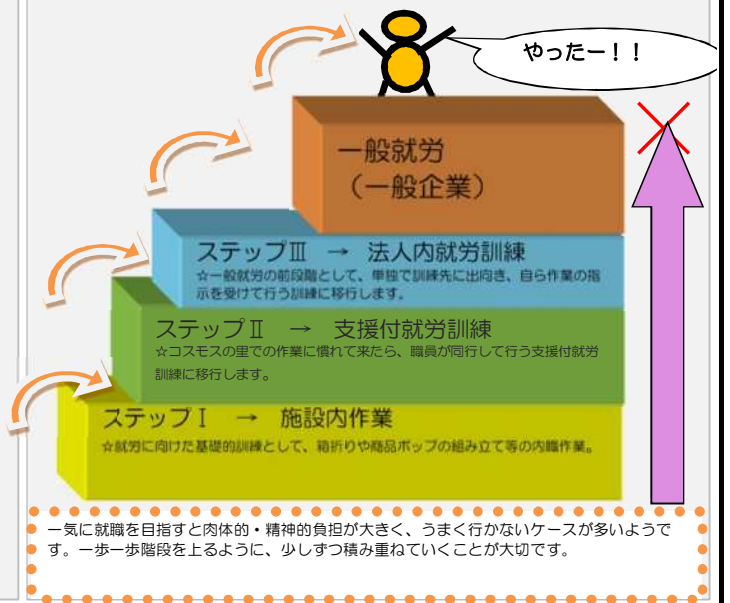 やったー！！
一般就労
（一般企業）
ステップⅢ　→　法人内就労訓練
☆一般就労の前段階として、単独で訓練先に出向き、自ら作業の指
示を受けて行う訓練に移行します。
ステップⅡ　→　支援付就労訓練
☆コスモスの里での作業に慣れて来たら、職員が同行して行う支援付就労
訓練に移行します。
ステップⅠ　→　施設内作業
☆就労に向けた基礎的訓練として、箱折りや商品ポップの組み立て等の内職作業。
一気に就職を目指すと肉体的・精神的負担が大きく、うまく行かないケースが多いようで
す。一歩一歩階段を上るように、少しずつ積み重ねていくことが大切です。